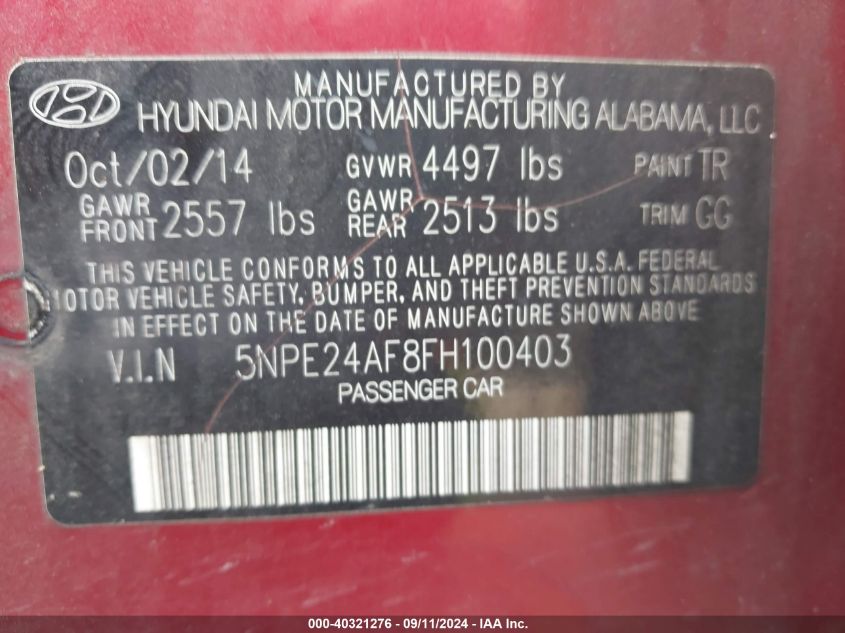 MANUFACTURED BY
HYUNDAI MOTOR MANUFACTURING ALABAMA, LLC
Oct/02/14 GVWR 4497 lbs PAINT TR
GAWR FRONT 2557 lbs GAWR REAR 2513 lbs TRIM GG
THIS VEHICLE CONFORMS TO ALL APPLICABLE U.S.A. FEDERAL
MOTOR VEHICLE SAFETY, BUMPER, AND THEFT PREVENTION STANDARDS
IN EFFECT ON THE DATE OF MANUFACTURE SHOWN ABOVE
V.I.N 5NPE24AF8FH100403
PASSENGER CAR
000-40321276 - 09/11/2024 - IAA Inc.